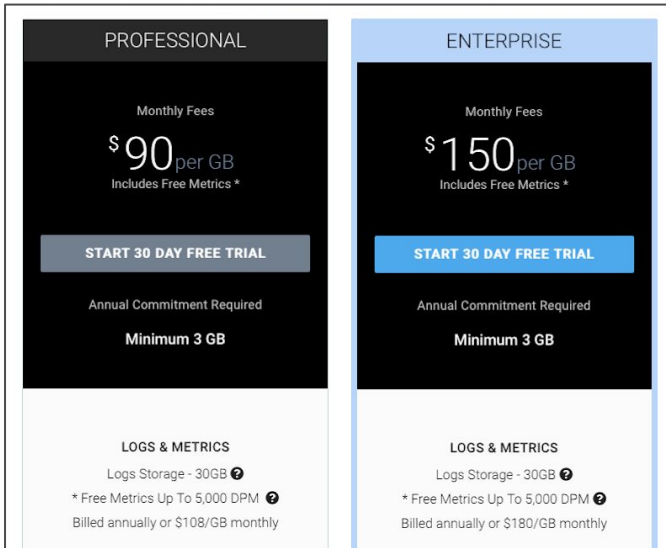 PROFESSIONAL
Monthly Fees
$90 per GB
Includes Free Metrics *
START 30 DAY FREE TRIAL
Annual Commitment Required
Minimum 3 GB
LOGS & METRICS
Logs Storage - 30GB ?
* Free Metrics Up To 5,000 DPM ?
Billed annually or $108/GB monthly
ENTERPRISE
Monthly Fees
$150 per GB
Includes Free Metrics *
START 30 DAY FREE TRIAL
Annual Commitment Required
Minimum 3 GB
LOGS & METRICS
Logs Storage - 30GB ?
* Free Metrics Up To 5,000 DPM ?
Billed annually or $180/GB monthly